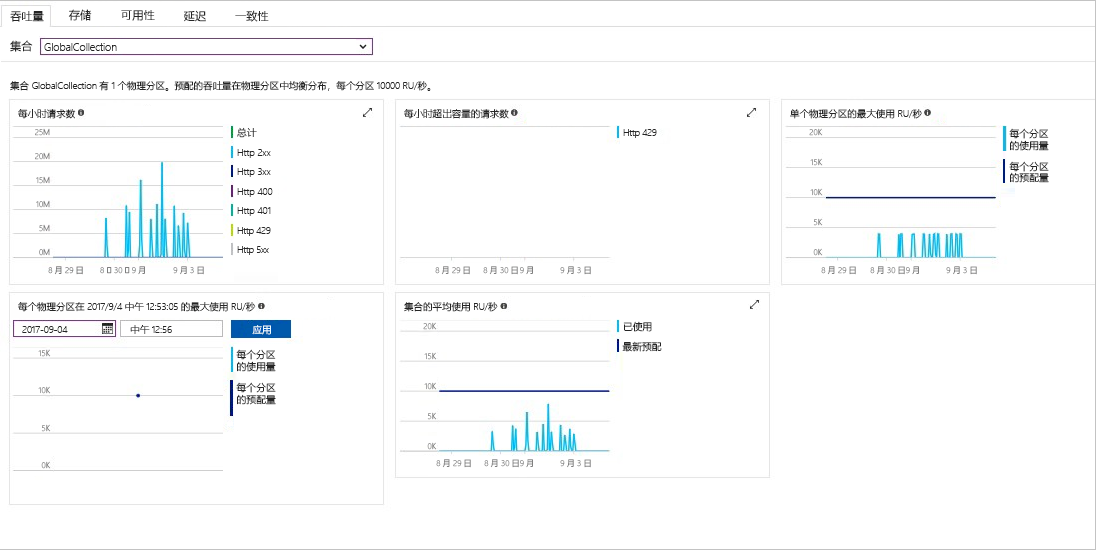 吞吐量 存储 可用性 延迟 一致性
集合 GlobalCollection
集合 GlobalCollection 有 1 个物理分区。预配的吞吐量在物理分区中均衡分布，每个分区 10000 RU/秒。
每小时请求数
25M
20M
15M
10M
5M
0M
8 月 29 日 8 月 30 日 9 月 9 月 3 日
总计
Http 2xx
Http 3xx
Http 400
Http 401
Http 429
Http 5xx
每小时超出容量的请求数
Http 429
8 月 29 日 8 月 30 日 9 月 9 月 3 日
单个物理分区的最大使用 RU/秒
20K
15K
10K
5K
0K
8 月 29 日 8 月 30 日 9 月 9 月 3 日
每个分区
的使用量
每个分区
的预配量
每个物理分区在 2017/9/4 中午 12:53:05 的最大使用 RU/秒
2017-09-04 中午 12:56 应用
15K
10K
5K
0K
每个分区
的使用量
每个分区
的预配量
集合的平均使用 RU/秒
20K
15K
10K
5K
0K
8 月 29 日 8 月 30 日 9 月 9 月 3 日
已使用
最新预配